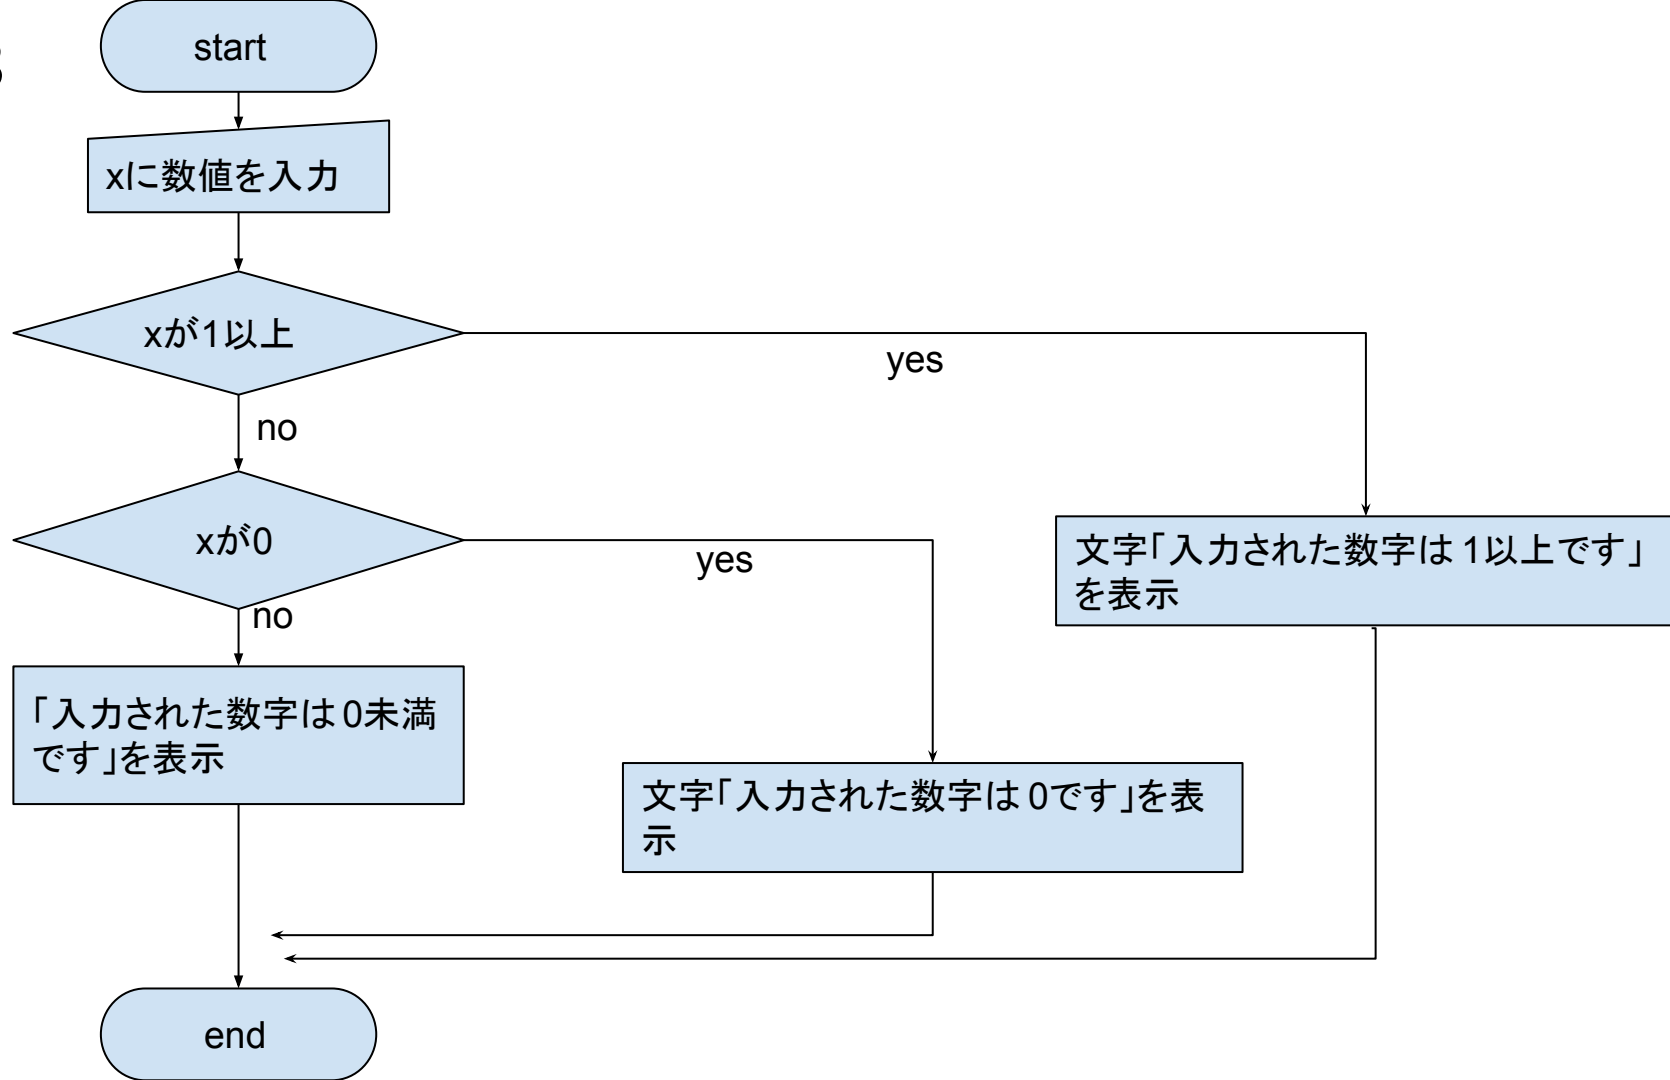 start
xに数値を入力
xが1以上
yes
no
xが0
yes
no
文字「入力された数字は1以上です」
を表示
「入力された数字は0未満
です」を表示
文字「入力された数字は0です」を表
示
end